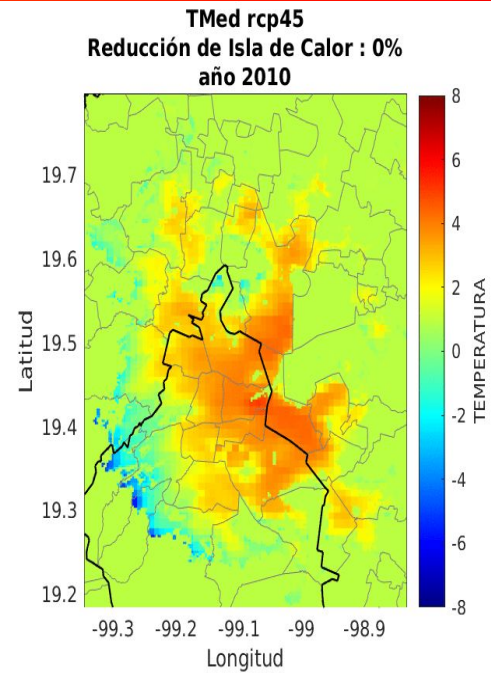 TMed rcp45
Reducción de Isla de Calor : 0%
año 2010
8
6
4
2
0
-2
-4
-6
-8
TEMPERATURA
19.7
19.6
19.5
19.4
19.3
19.2
Latitud
-99.3 -99.2 -99.1 -99 -98.9
Longitud